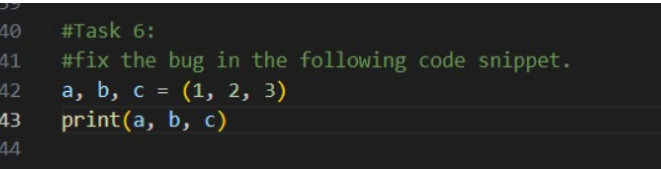 40 #Task 6:
41 #fix the bug in the following code snippet.
42 a, b, c = (1, 2, 3)
43 print(a, b, c)
44